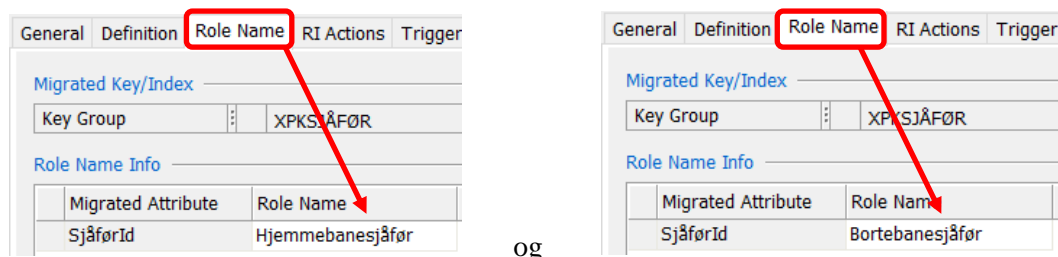 General Definition Role Name RI Actions Trigger
Migrated Key/Index
Key Group XPKSJÅFØR
Role Name Info
Migrated Attribute Role Name
SjåførId Hjemmebanesjåfør
og
General Definition Role Name RI Actions Trigger
Migrated Key/Index
Key Group XPKSJÅFØR
Role Name Info
Migrated Attribute Role Name
SjåførId Bortebanesjåfør